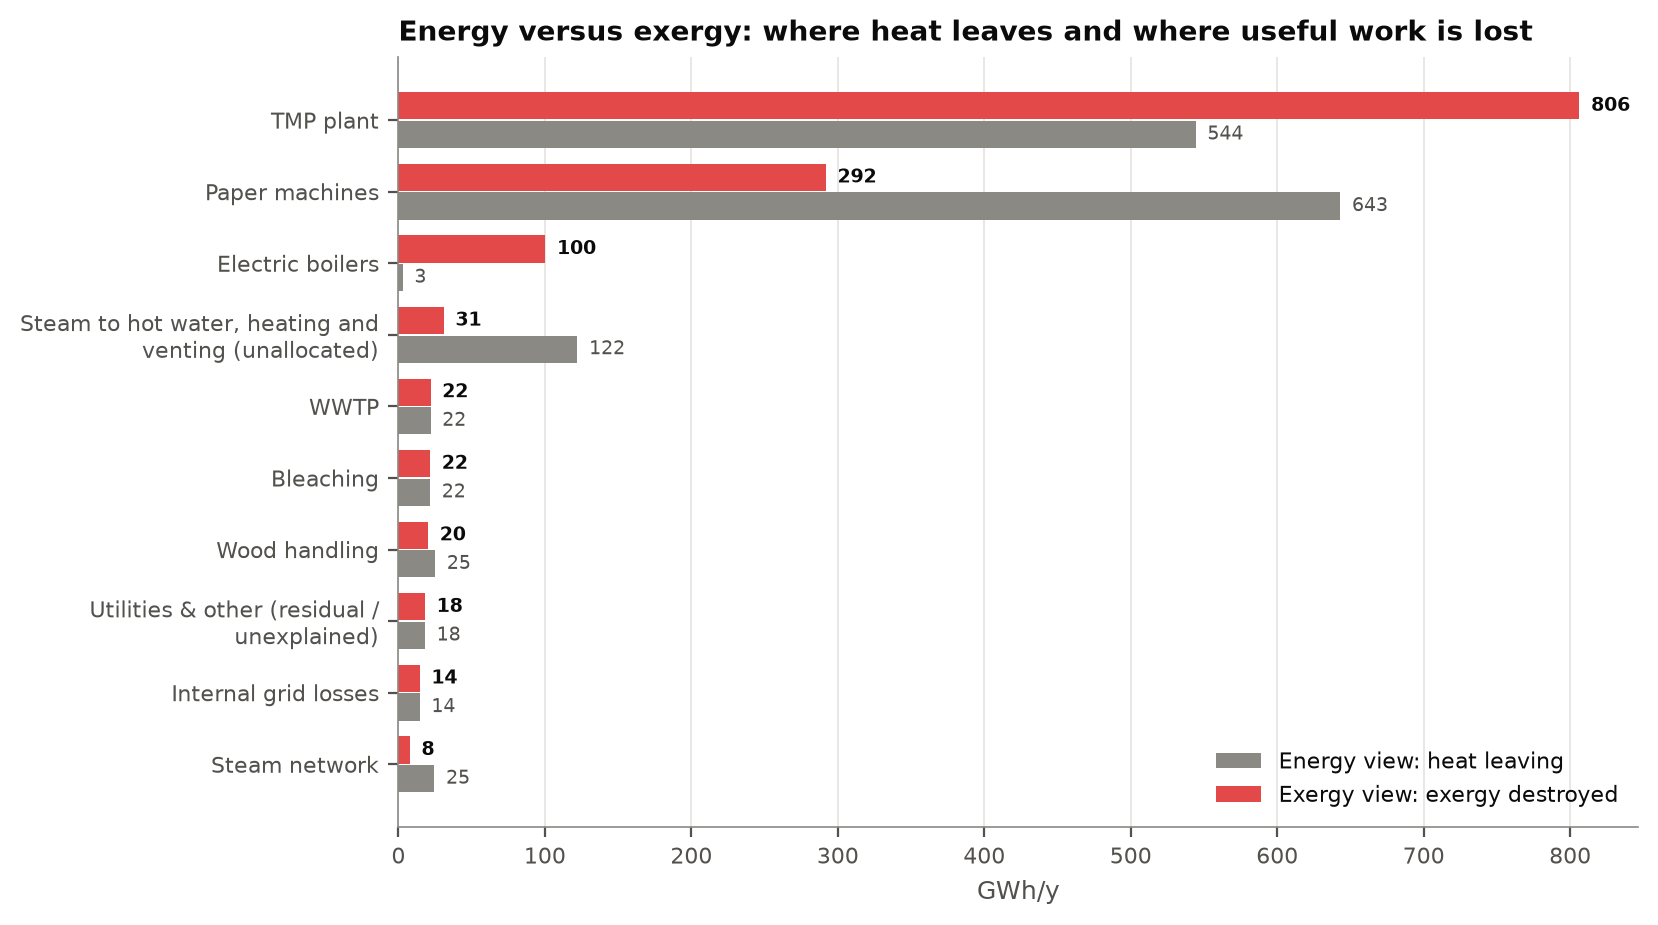 Energy versus exergy: where heat leaves and where useful work is lost
TMP plant
806
544
Paper machines
292
643
Electric boilers
100
3
Steam to hot water, heating and
venting (unallocated)
31
122
WWTP
22
22
Bleaching
22
22
Wood handling
20
25
Utilities & other (residual /
unexplained)
18
18
Internal grid losses
14
14
Steam network
8
25
Energy view: heat leaving
Exergy view: exergy destroyed
0 100 200 300 400 500 600 700 800
GWh/y